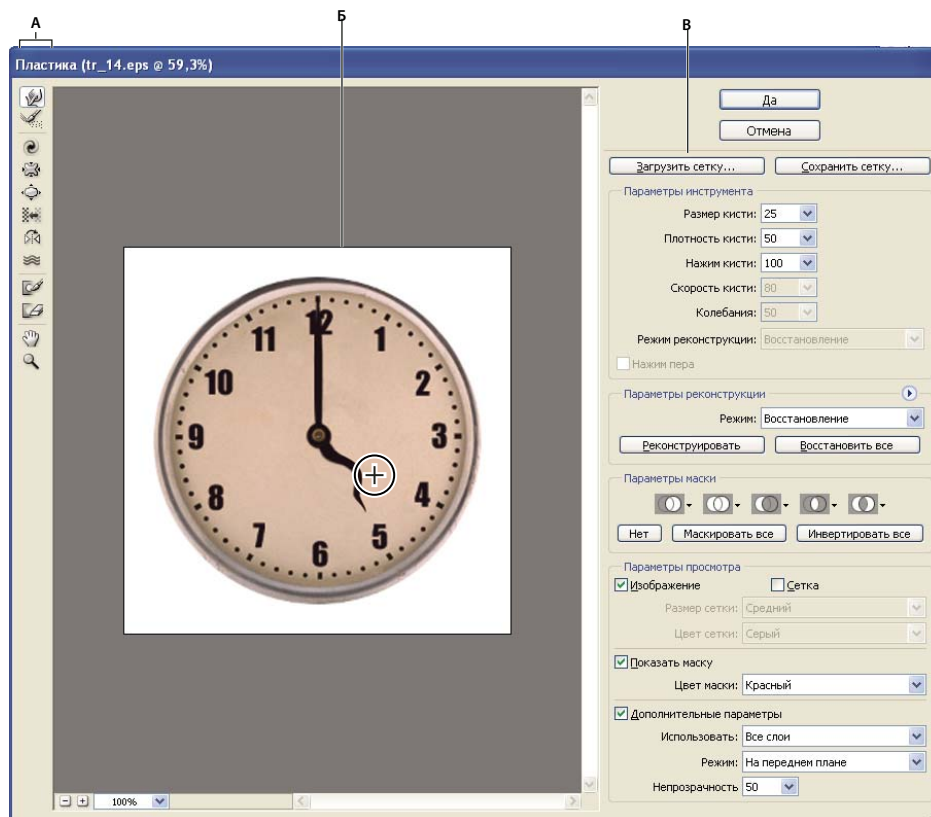 А Б В
Пластика (tr_14.eps @ 59,3%)
Да
Отмена
Загрузить сетку... Сохранить сетку...
Параметры инструмента
Размер кисти: 25
Плотность кисти: 50
Нажим кисти: 100
Скорость кисти: 80
Колебания: 50
Режим реконструкции: Восстановление
Нажим пера
Параметры реконструкции
Режим: Восстановление
Реконструировать Восстановить все
Параметры маски
Нет Маскировать все Инвертировать все
Параметры просмотра
Изображение Сетка
Размер сетки: Средний
Цвет сетки: Серый
Показать маску
Цвет маски: Красный
Дополнительные параметры
Использовать: Все слои
Режим: На переднем плане
Непрозрачность 50
12
11 1
10 2
9 3
8 4
7 5
6
100%